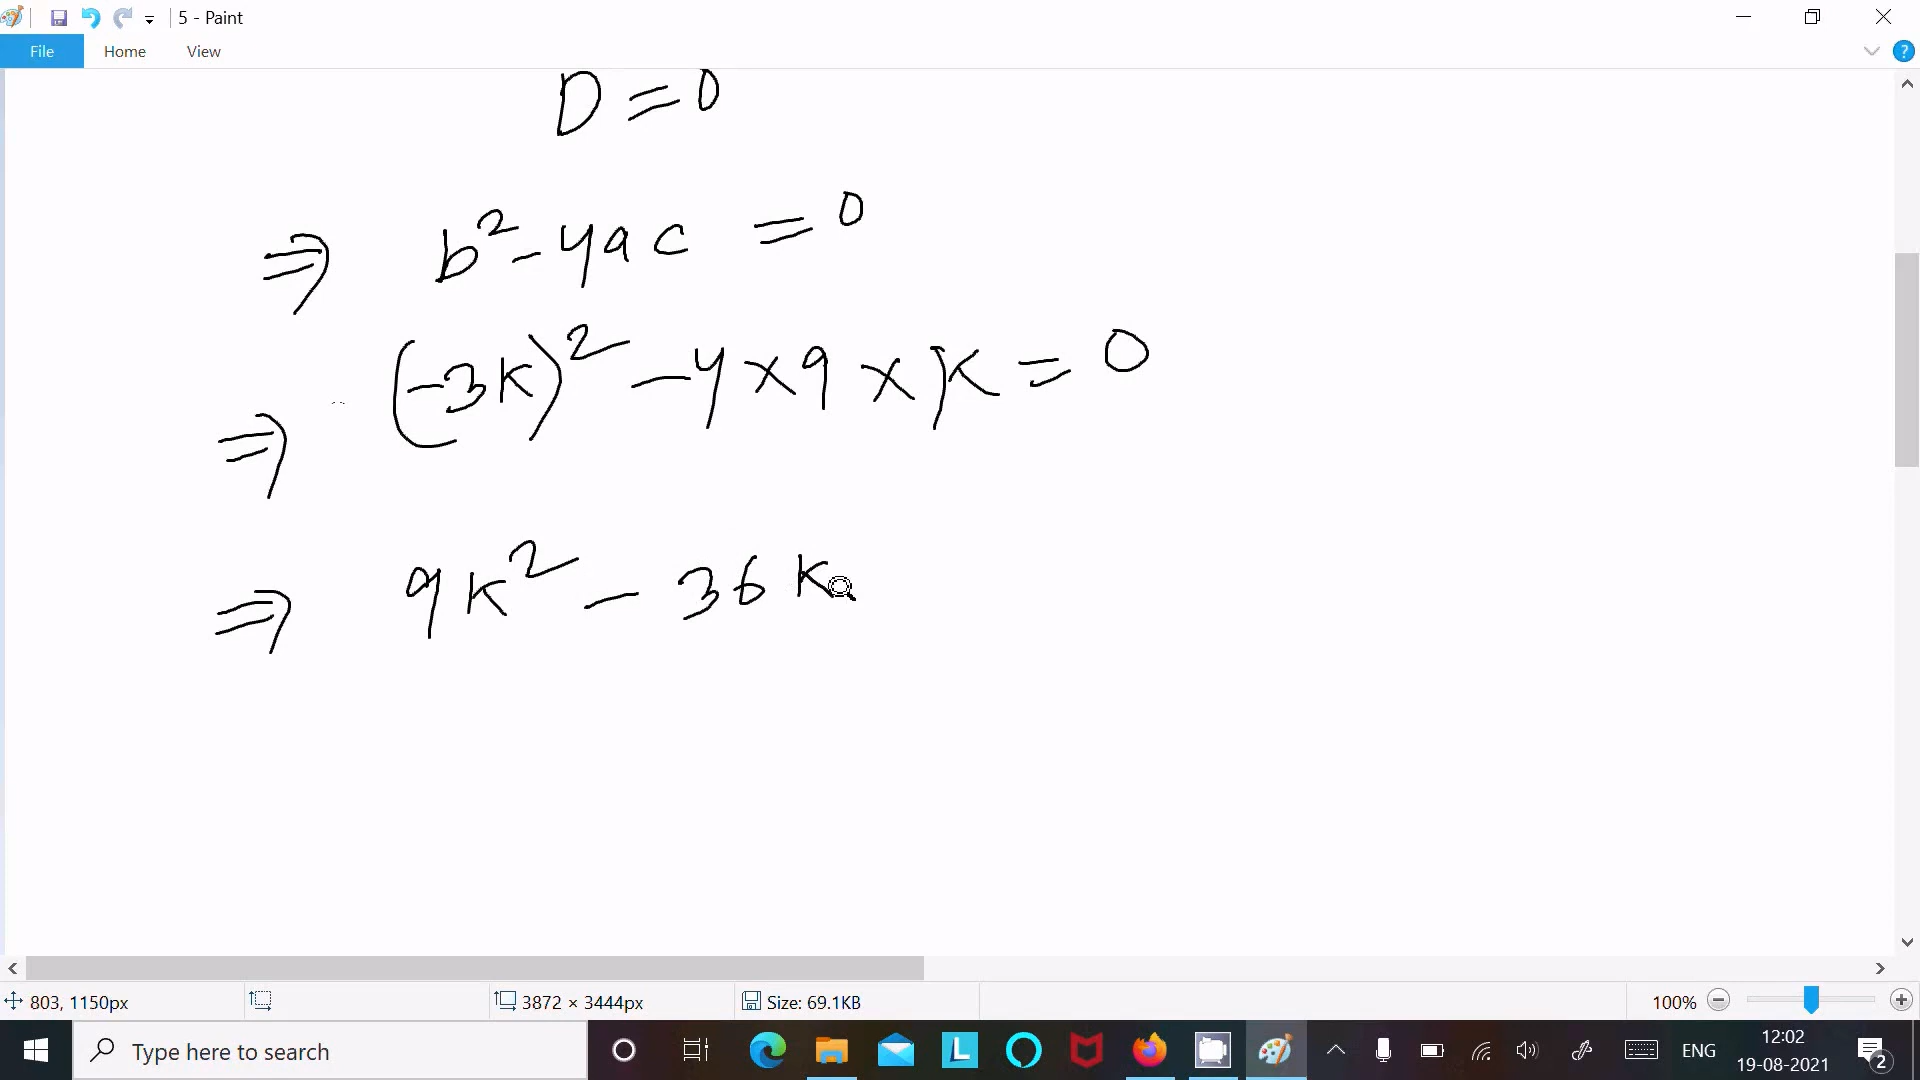 5 - Paint
File Home View
D = 0
⇒ b² - 4ac = 0
⇒ (-3k)² - 4 × 9 × k = 0
⇒ 9k² - 36k
803, 1150px 3872 × 3444px Size: 69.1KB 100%
Type here to search L ENG 12:02
19-08-2021 2